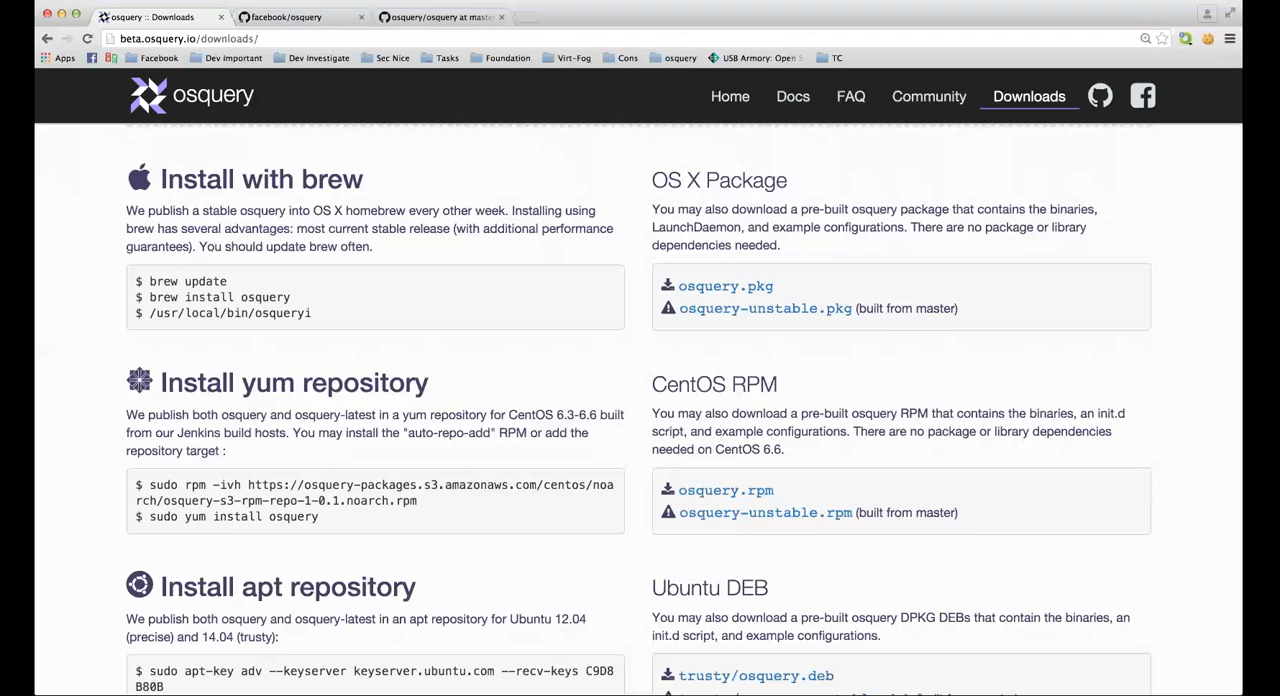 osquery :: Downloads
facebook/osquery
osquery/osquery at maste
beta.osquery.io/downloads/
Apps
Facebook
Dev Important
Dev Investigate
Sec Nice
Tasks
Foundation
Virt-Fog
Cons
osquery
USB Armory: Open S
TC
osquery
Home
Docs
FAQ
Community
Downloads
Install with brew
We publish a stable osquery into OS X homebrew every other week. Installing using
brew has several advantages: most current stable release (with additional performance
guarantees). You should update brew often.
$ brew update
$ brew install osquery
$ /usr/local/bin/osqueryi
OS X Package
You may also download a pre-built osquery package that contains the binaries,
LaunchDaemon, and example configurations. There are no package or library
dependencies needed.
osquery.pkg
osquery-unstable.pkg (built from master)
Install yum repository
We publish both osquery and osquery-latest in a yum repository for CentOS 6.3-6.6 built
from our Jenkins build hosts. You may install the "auto-repo-add" RPM or add the
repository target :
$ sudo rpm -ivh https://osquery-packages.s3.amazonaws.com/centos/noa
rch/osquery-s3-rpm-repo-1-0.1.noarch.rpm
$ sudo yum install osquery
CentOS RPM
You may also download a pre-built osquery RPM that contains the binaries, an init.d
script, and example configurations. There are no package or library dependencies
needed on CentOS 6.6.
osquery.rpm
osquery-unstable.rpm (built from master)
Install apt repository
We publish both osquery and osquery-latest in an apt repository for Ubuntu 12.04
(precise) and 14.04 (trusty):
$ sudo apt-key adv --keyserver keyserver.ubuntu.com --recv-keys C9D8
B80B
Ubuntu DEB
You may also download a pre-built osquery DPKG DEBs that contain the binaries, an
init.d script, and example configurations.
trusty/osquery.deb